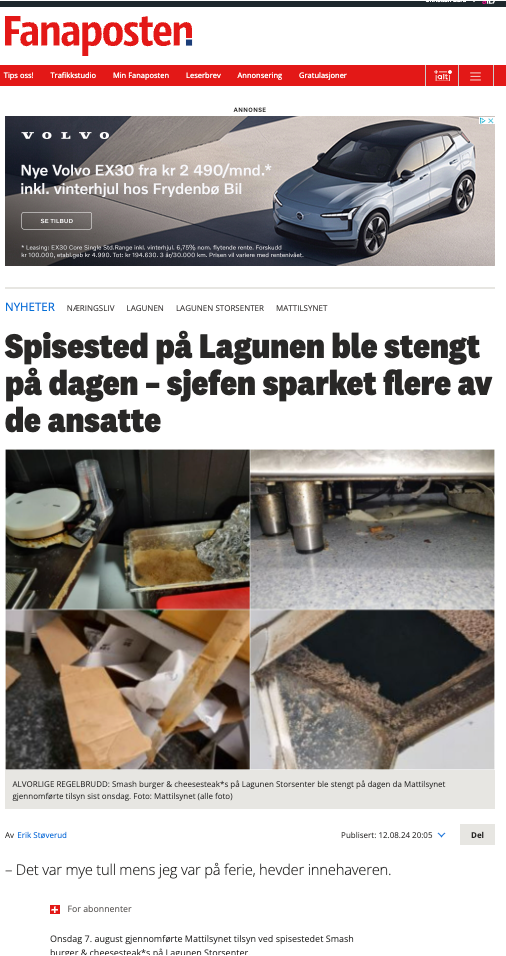 Fanaposten
Tips oss! Trafikkstudio Min Fanaposten Leserbrev Annonsering Gratulasjoner
ANNONSE
VOLVO
Nye Volvo EX30 fra kr 2 490/mnd.*
inkl. vinterhjul hos Frydenbø Bil
SE TILBUD
* Leasing: EX30 Core Single Std.Range inkl. vinterhjul. 6,75% nom. flytende rente. Forskudd
kr 100.000, etabl.geb kr 4.990. Tot: kr 194.630. 3 år/30.000 km. Prisen vil variere med rentenivået.
NYHETER NÆRINGSLIV LAGUNEN LAGUNEN STORSENTER MATTILSYNET
Spisested på Lagunen ble stengt
på dagen – sjefen sparket flere av
de ansatte
ALVORLIGE REGELBRUDD: Smash burger & cheesesteak*s på Lagunen Storsenter ble stengt på dagen da Mattilsynet
gjennomførte tilsyn sist onsdag. Foto: Mattilsynet (alle foto)
Av Erik Støverud
Publisert: 12.08.24 20:05
Del
– Det var mye tull mens jeg var på ferie, hevder innehaveren.
For abonnenter
Onsdag 7. august gjennomførte Mattilsynet tilsyn ved spisestedet Smash
burger & cheesesteak*s på Lagunen Storsenter